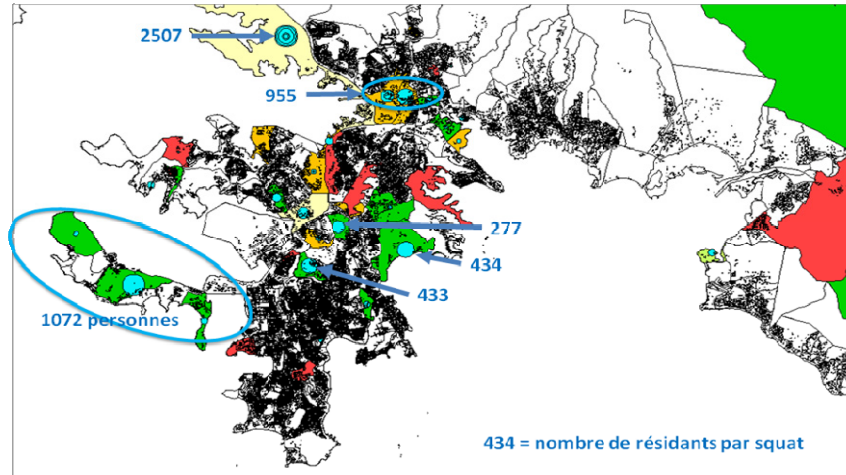 2507
955
277
434
433
1072 personnes
434 = nombre de résidants par squat